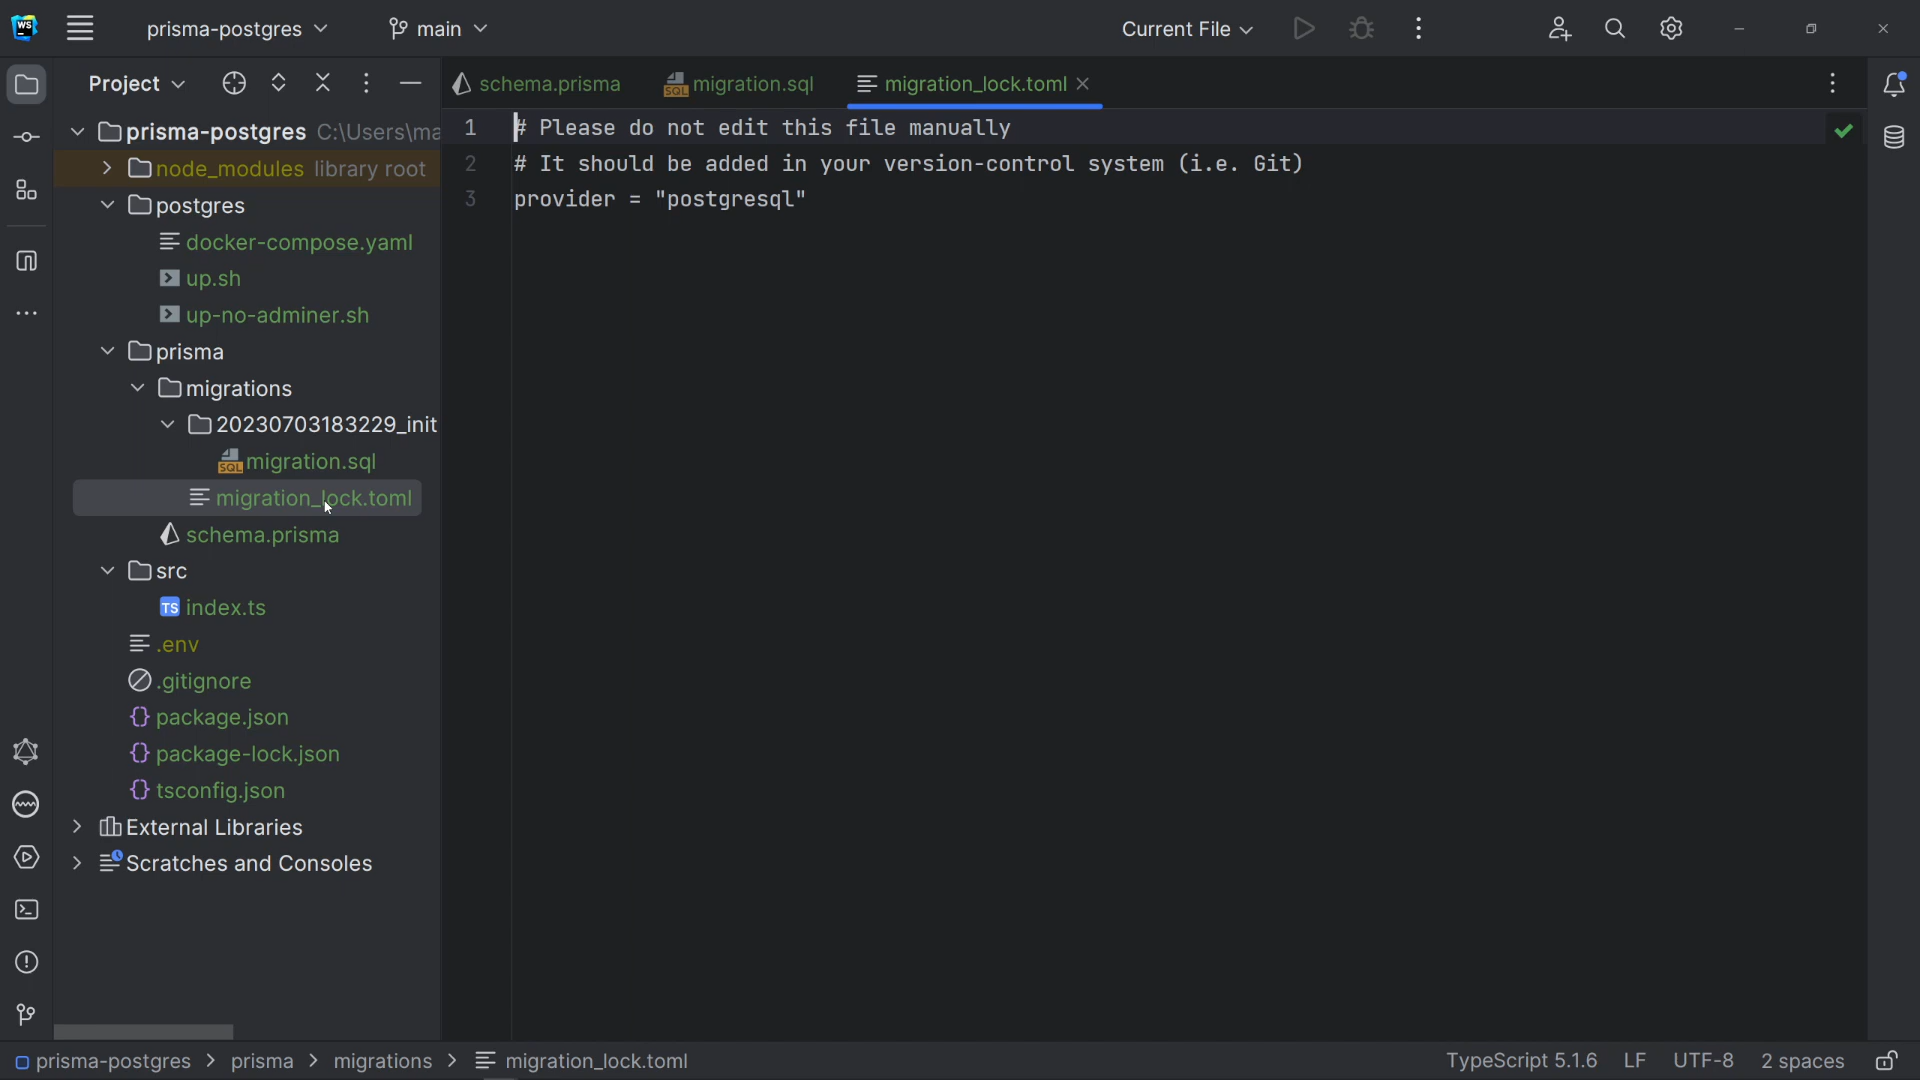 WS
prisma-postgres
main
Current File
Project
schema.prisma
migration.sql
migration_lock.toml
prisma-postgres C:\Users\ma
node_modules library root
postgres
docker-compose.yaml
up.sh
up-no-adminer.sh
prisma
migrations
20230703183229_init
SQL migration.sql
migration_lock.toml
schema.prisma
src
TS index.ts
.env
.gitignore
{} package.json
{} package-lock.json
{} tsconfig.json
External Libraries
Scratches and Consoles
1 # Please do not edit this file manually
2 # It should be added in your version-control system (i.e. Git)
3 provider = "postgresql"
prisma-postgres > prisma > migrations > migration_lock.toml
TypeScript 5.1.6 LF UTF-8 2 spaces